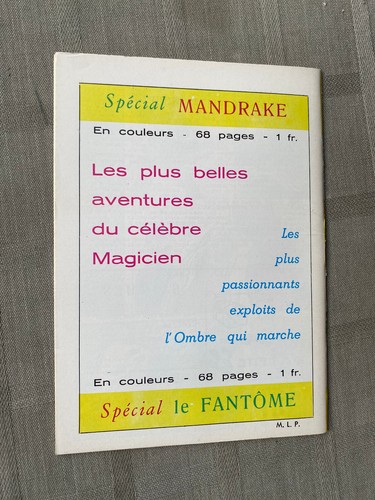 Spécial MANDRAKE
En couleurs - 68 pages - 1 fr.
Les plus belles
aventures
du célèbre
Magicien
Les
plus
passionnants
exploits de
l'Ombre qui marche
En couleurs - 68 pages - 1 fr.
Spécial le FANTÔME
M. L. P.